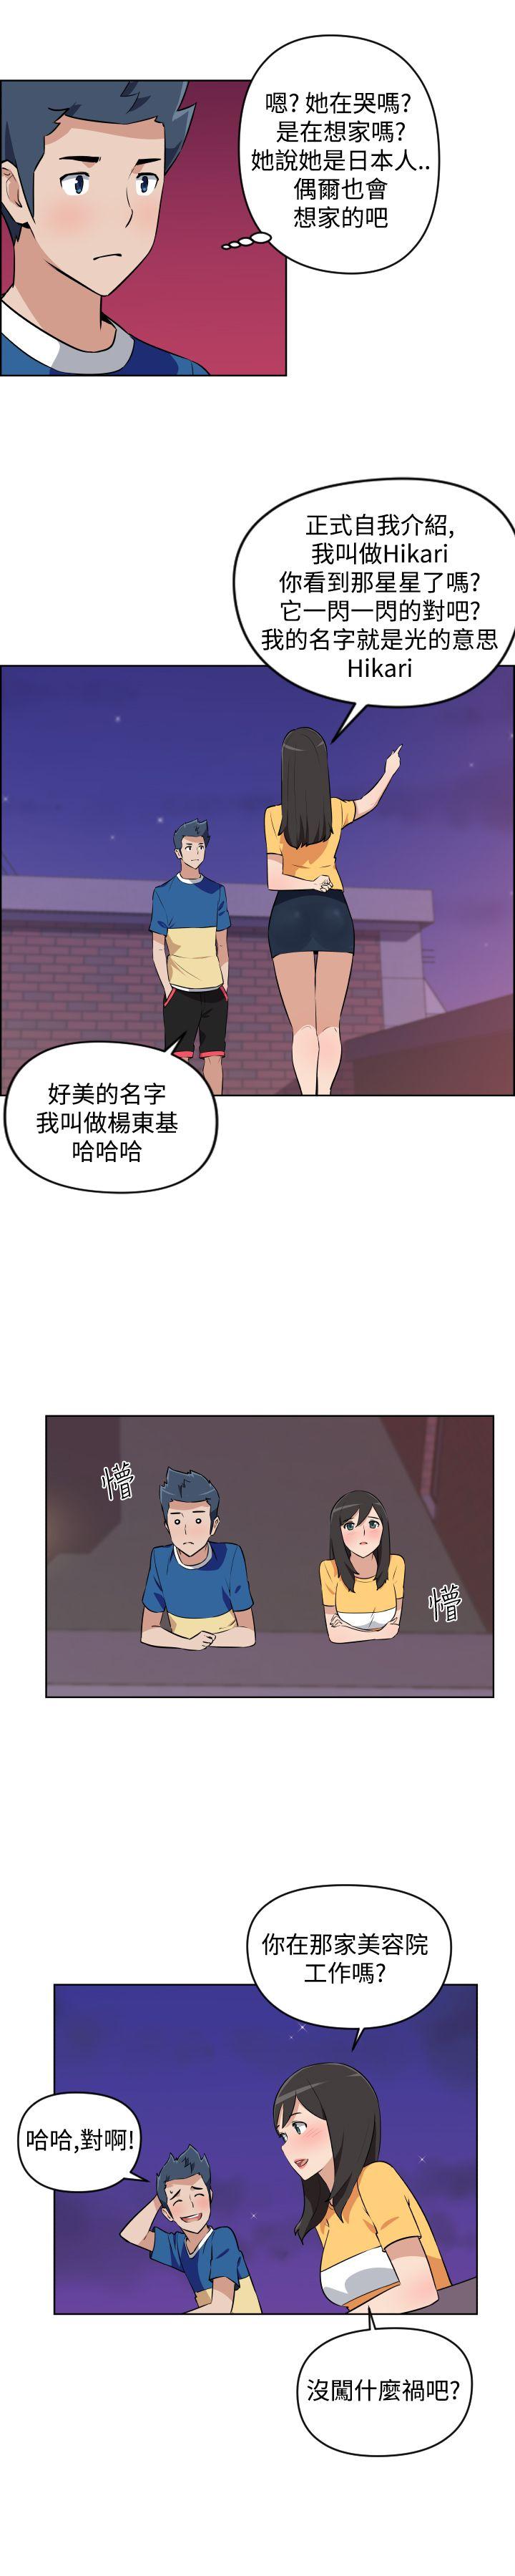 嗯? 她在哭嗎?
是在想家嗎?
她說她是日本人..
偶爾也會
想家的吧
正式自我介紹,
我叫做Hikari
你看到那星星了嗎?
它一閃一閃的對吧?
我的名字就是光的意思
Hikari
好美的名字
我叫做楊東基
哈哈哈
懵
懵
你在那家美容院
工作嗎?
哈哈,對啊!
沒闖什麼禍吧?